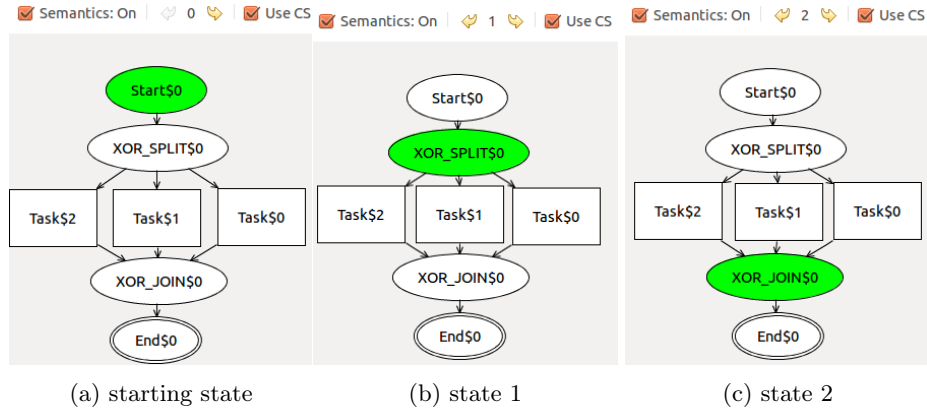 Semantics: On 0 Use CS
Start$0
XOR_SPLIT$0
Task$2 Task$1 Task$0
XOR_JOIN$0
End$0
(a) starting state
Semantics: On 1 Use CS
Start$0
XOR_SPLIT$0
Task$2 Task$1 Task$0
XOR_JOIN$0
End$0
(b) state 1
Semantics: On 2 Use CS
Start$0
XOR_SPLIT$0
Task$2 Task$1 Task$0
XOR_JOIN$0
End$0
(c) state 2